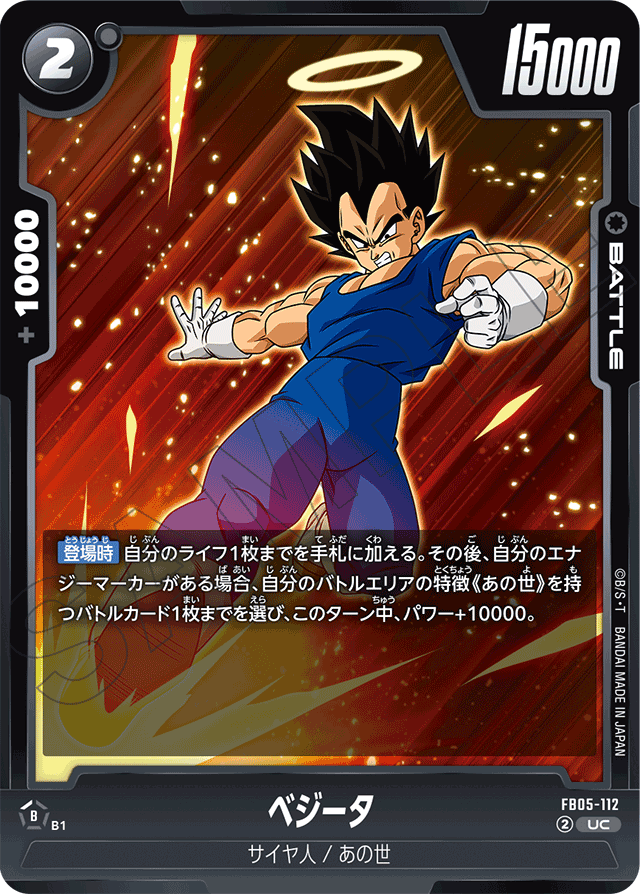 2
15000
+ 10000
BATTLE
登場時 自分のライフ1枚までを手札に加える。その後、自分のエナ
ジーマーカーがある場合、自分のバトルエリアの特徴《あの世》を持
つバトルカード1枚までを選び、このターン中、パワー+10000。
©B/S・T BANDAI MADE IN JAPAN
SAMPLE
B
B1
ベジータ
FB05-112
2 UC
サイヤ人 / あの世